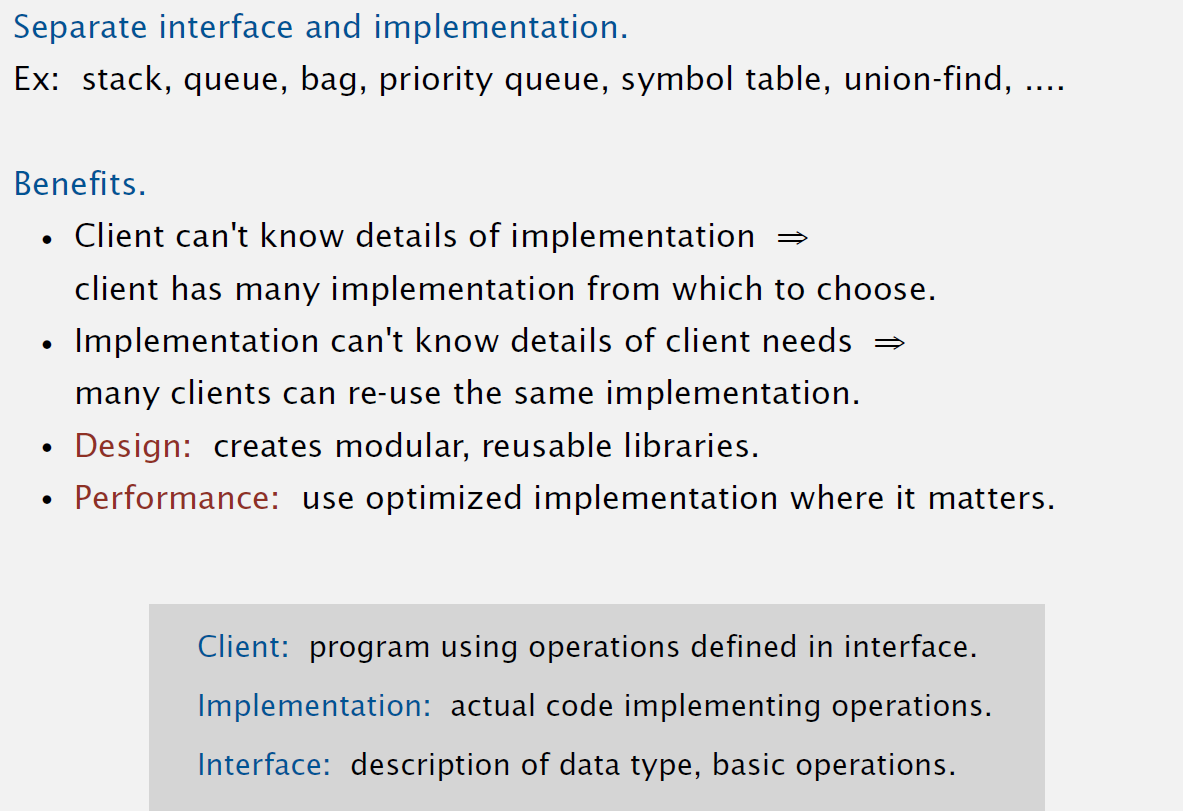 Separate interface and implementation.
Ex: stack, queue, bag, priority queue, symbol table, union-find, ....
Benefits.
• Client can't know details of implementation ⇒
client has many implementation from which to choose.
• Implementation can't know details of client needs ⇒
many clients can re-use the same implementation.
• Design: creates modular, reusable libraries.
• Performance: use optimized implementation where it matters.
Client: program using operations defined in interface.
Implementation: actual code implementing operations.
Interface: description of data type, basic operations.